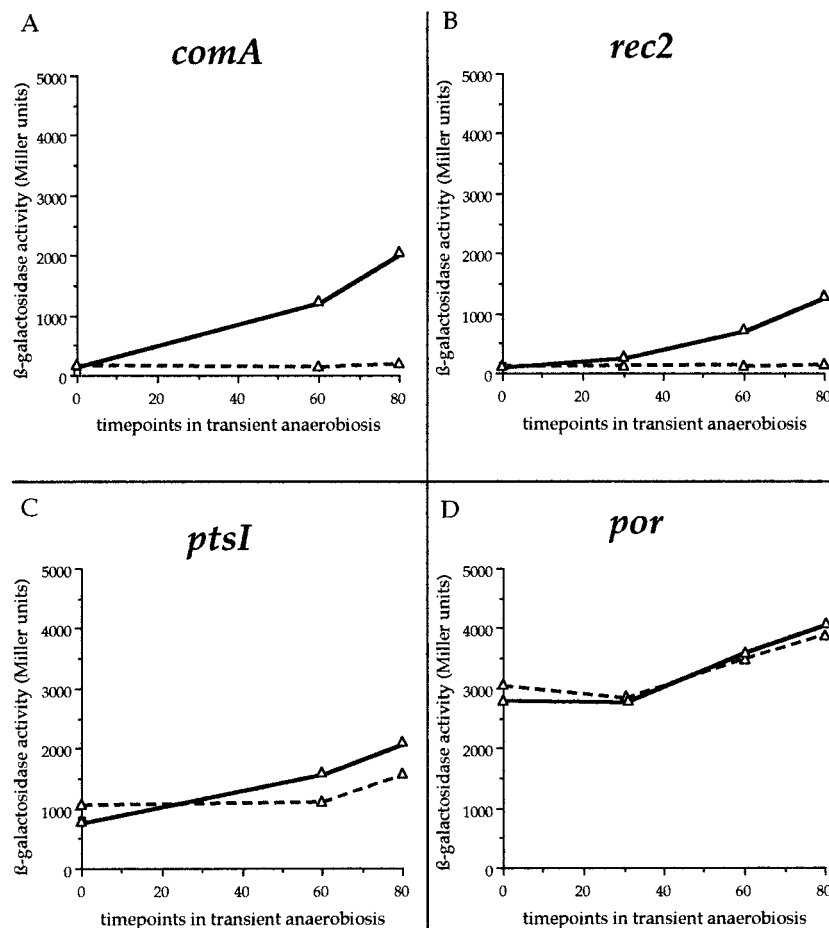 A
comA
5000
4000
3000
2000
1000
0
ß-galactosidase activity (Miller units)
0 20 40 60 80
timepoints in transient anaerobiosis
B
rec2
5000
4000
3000
2000
1000
0
ß-galactosidase activity (Miller units)
0 20 40 60 80
timepoints in transient anaerobiosis
C
ptsI
5000
4000
3000
2000
1000
0
ß-galactosidase activity (Miller units)
0 20 40 60 80
timepoints in transient anaerobiosis
D
por
5000
4000
3000
2000
1000
0
ß-galactosidase activity (Miller units)
0 20 40 60 80
timepoints in transient anaerobiosis